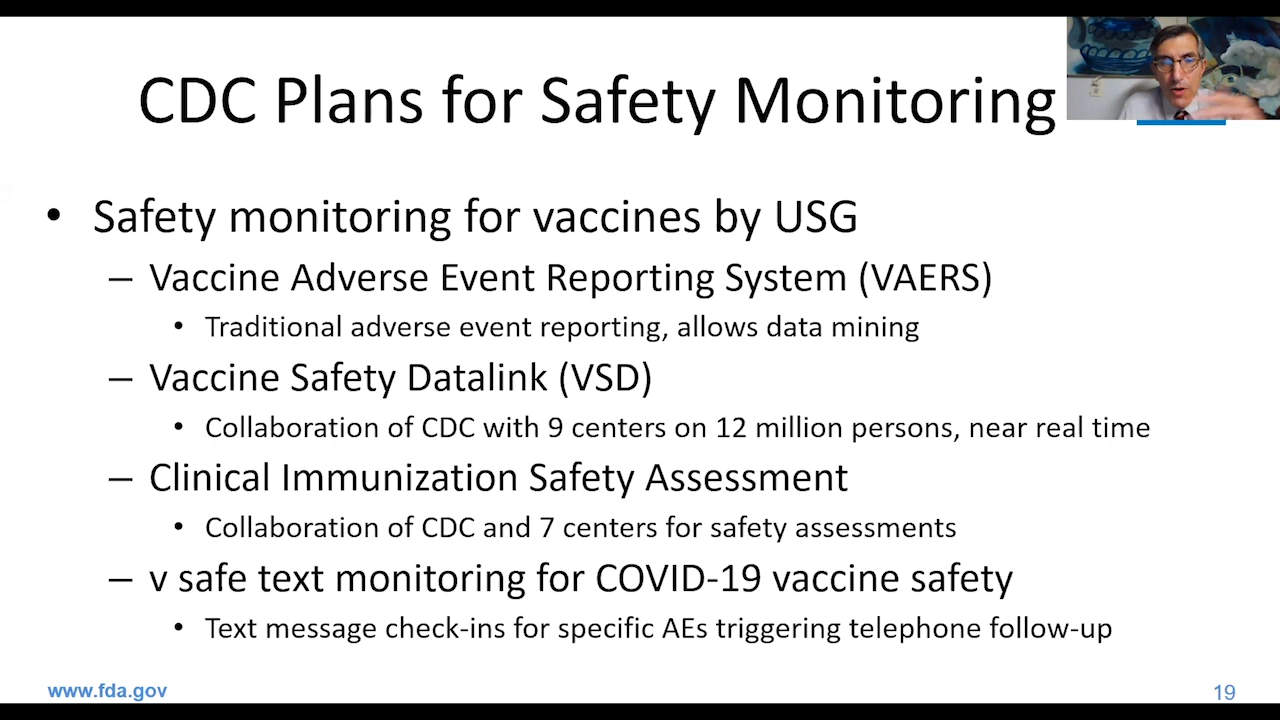 CDC Plans for Safety Monitoring
• Safety monitoring for vaccines by USG
– Vaccine Adverse Event Reporting System (VAERS)
• Traditional adverse event reporting, allows data mining
– Vaccine Safety Datalink (VSD)
• Collaboration of CDC with 9 centers on 12 million persons, near real time
– Clinical Immunization Safety Assessment
• Collaboration of CDC and 7 centers for safety assessments
– v safe text monitoring for COVID-19 vaccine safety
• Text message check-ins for specific AEs triggering telephone follow-up
www.fda.gov
19